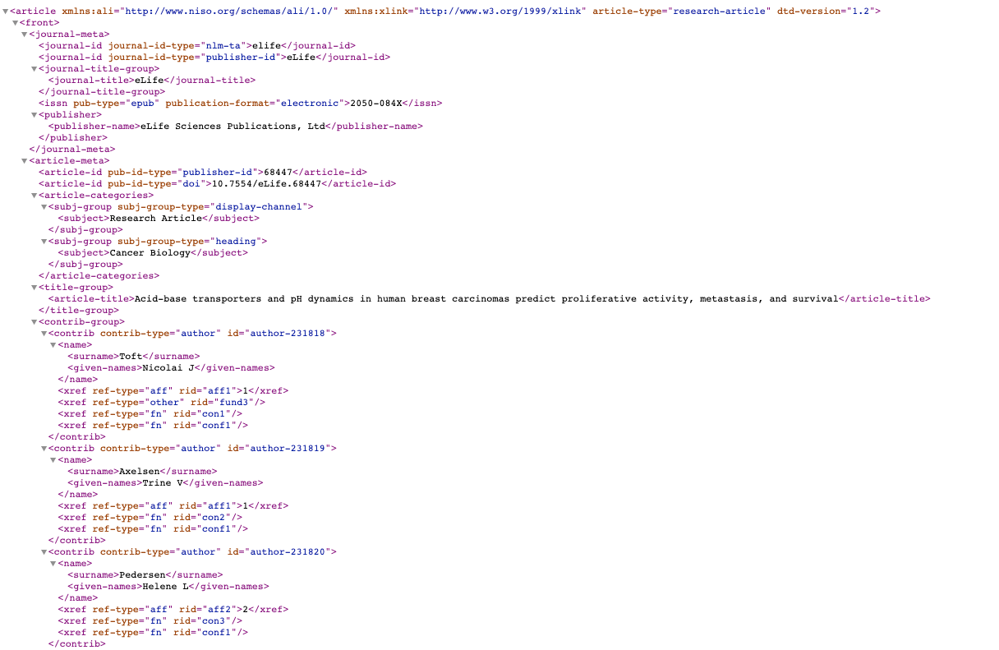 <article xmlns:ali="http://www.niso.org/schemas/ali/1.0/" xmlns:xlink="http://www.w3.org/1999/xlink" article-type="research-article" dtd-version="1.2">
<front>
<journal-meta>
<journal-id journal-id-type="nlm-ta">elife</journal-id>
<journal-id journal-id-type="publisher-id">eLife</journal-id>
<journal-title-group>
<journal-title>eLife</journal-title>
</journal-title-group>
<issn pub-type="epub" publication-format="electronic">2050-084X</issn>
<publisher>
<publisher-name>eLife Sciences Publications, Ltd</publisher-name>
</publisher>
</journal-meta>
<article-meta>
<article-id pub-id-type="publisher-id">68447</article-id>
<article-id pub-id-type="doi">10.7554/eLife.68447</article-id>
<article-categories>
<subj-group subj-group-type="display-channel">
<subject>Research Article</subject>
</subj-group>
<subj-group subj-group-type="heading">
<subject>Cancer Biology</subject>
</subj-group>
</article-categories>
<title-group>
<article-title>Acid-base transporters and pH dynamics in human breast carcinomas predict proliferative activity, metastasis, and survival</article-title>
</title-group>
<contrib-group>
<contrib contrib-type="author" id="author-231818">
<name>
<surname>Toft</surname>
<given-names>Nicolai J</given-names>
</name>
<xref ref-type="aff" rid="aff1">1</xref>
<xref ref-type="other" rid="fund3"/>
<xref ref-type="fn" rid="con1"/>
<xref ref-type="fn" rid="conf1"/>
</contrib>
<contrib contrib-type="author" id="author-231819">
<name>
<surname>Axelsen</surname>
<given-names>Trine V</given-names>
</name>
<xref ref-type="aff" rid="aff1">1</xref>
<xref ref-type="fn" rid="con2"/>
<xref ref-type="fn" rid="conf1"/>
</contrib>
<contrib contrib-type="author" id="author-231820">
<name>
<surname>Pedersen</surname>
<given-names>Helene L</given-names>
</name>
<xref ref-type="aff" rid="aff2">2</xref>
<xref ref-type="fn" rid="con3"/>
<xref ref-type="fn" rid="conf1"/>
</contrib>